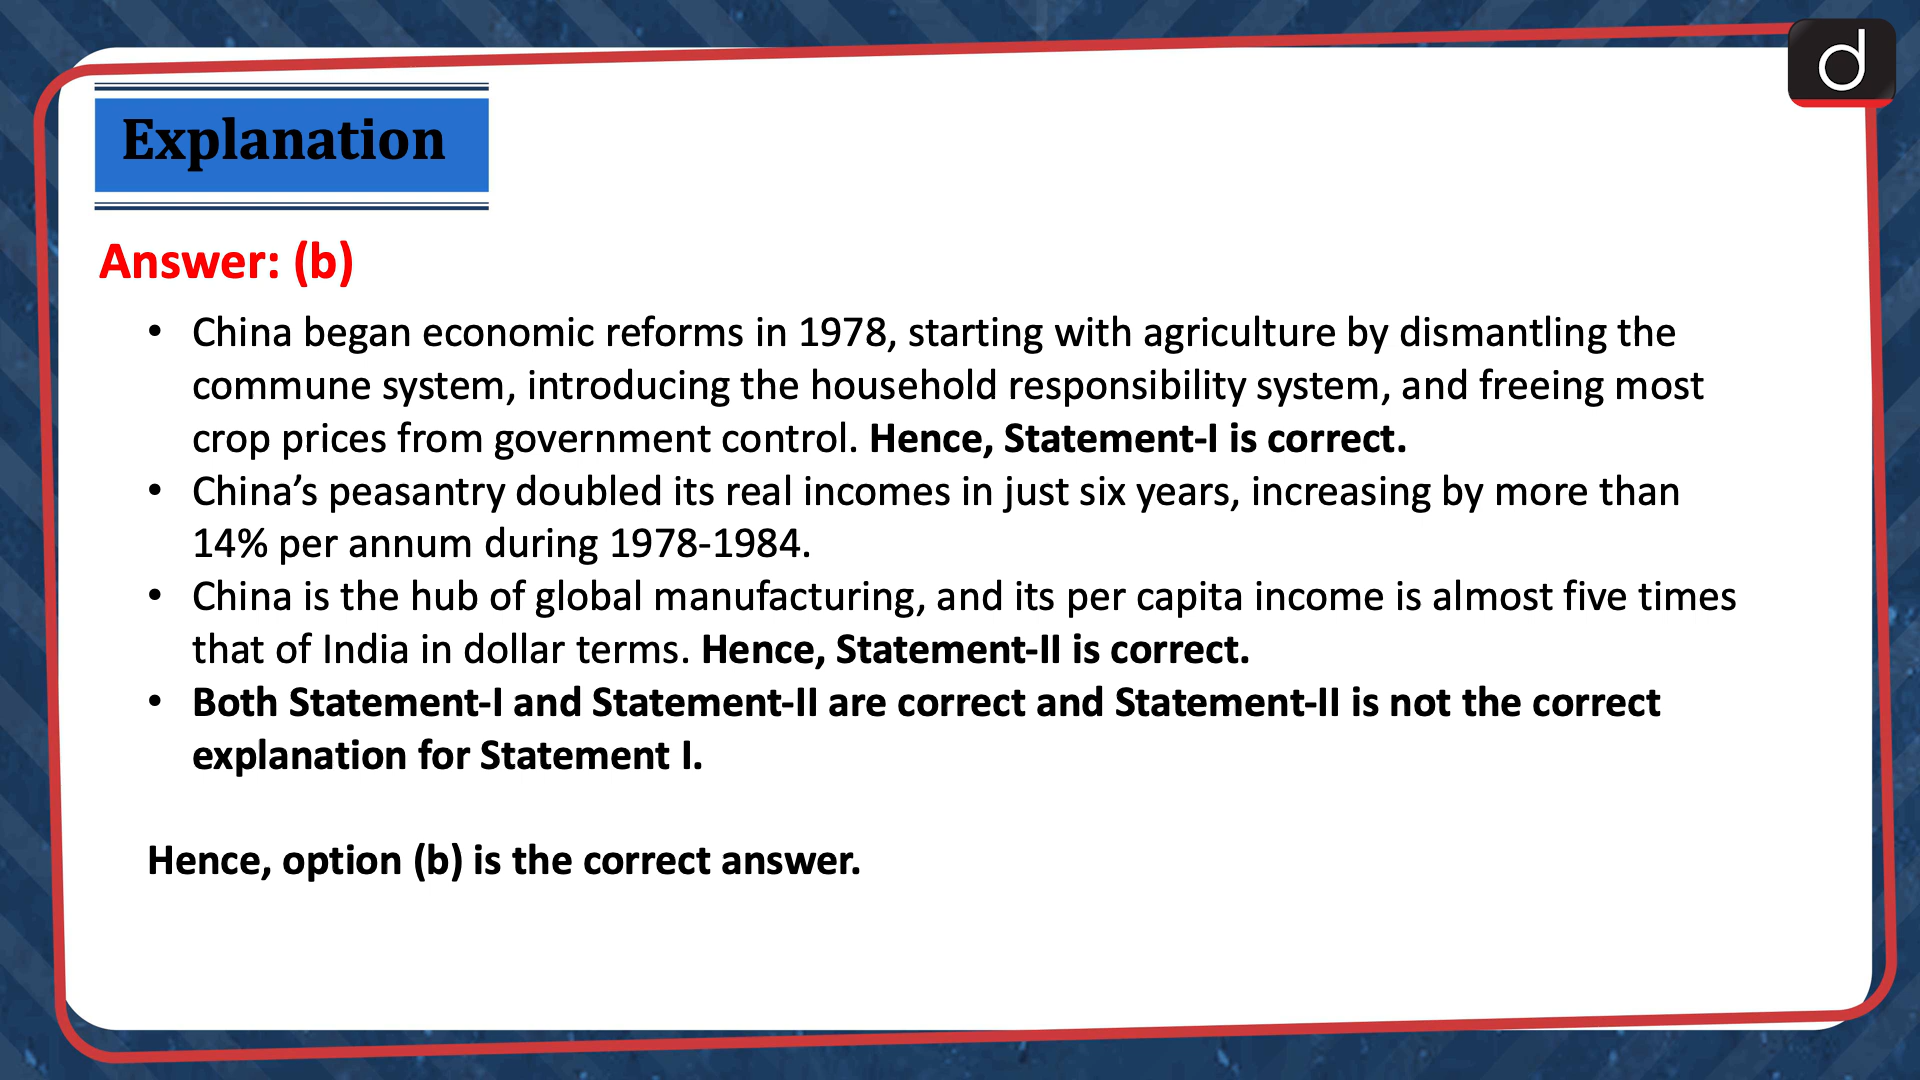 d
Explanation
Answer: (b)
• China began economic reforms in 1978, starting with agriculture by dismantling the
commune system, introducing the household responsibility system, and freeing most
crop prices from government control. Hence, Statement-I is correct.
• China’s peasantry doubled its real incomes in just six years, increasing by more than
14% per annum during 1978-1984.
• China is the hub of global manufacturing, and its per capita income is almost five times
that of India in dollar terms. Hence, Statement-II is correct.
• Both Statement-I and Statement-II are correct and Statement-II is not the correct
explanation for Statement I.
Hence, option (b) is the correct answer.